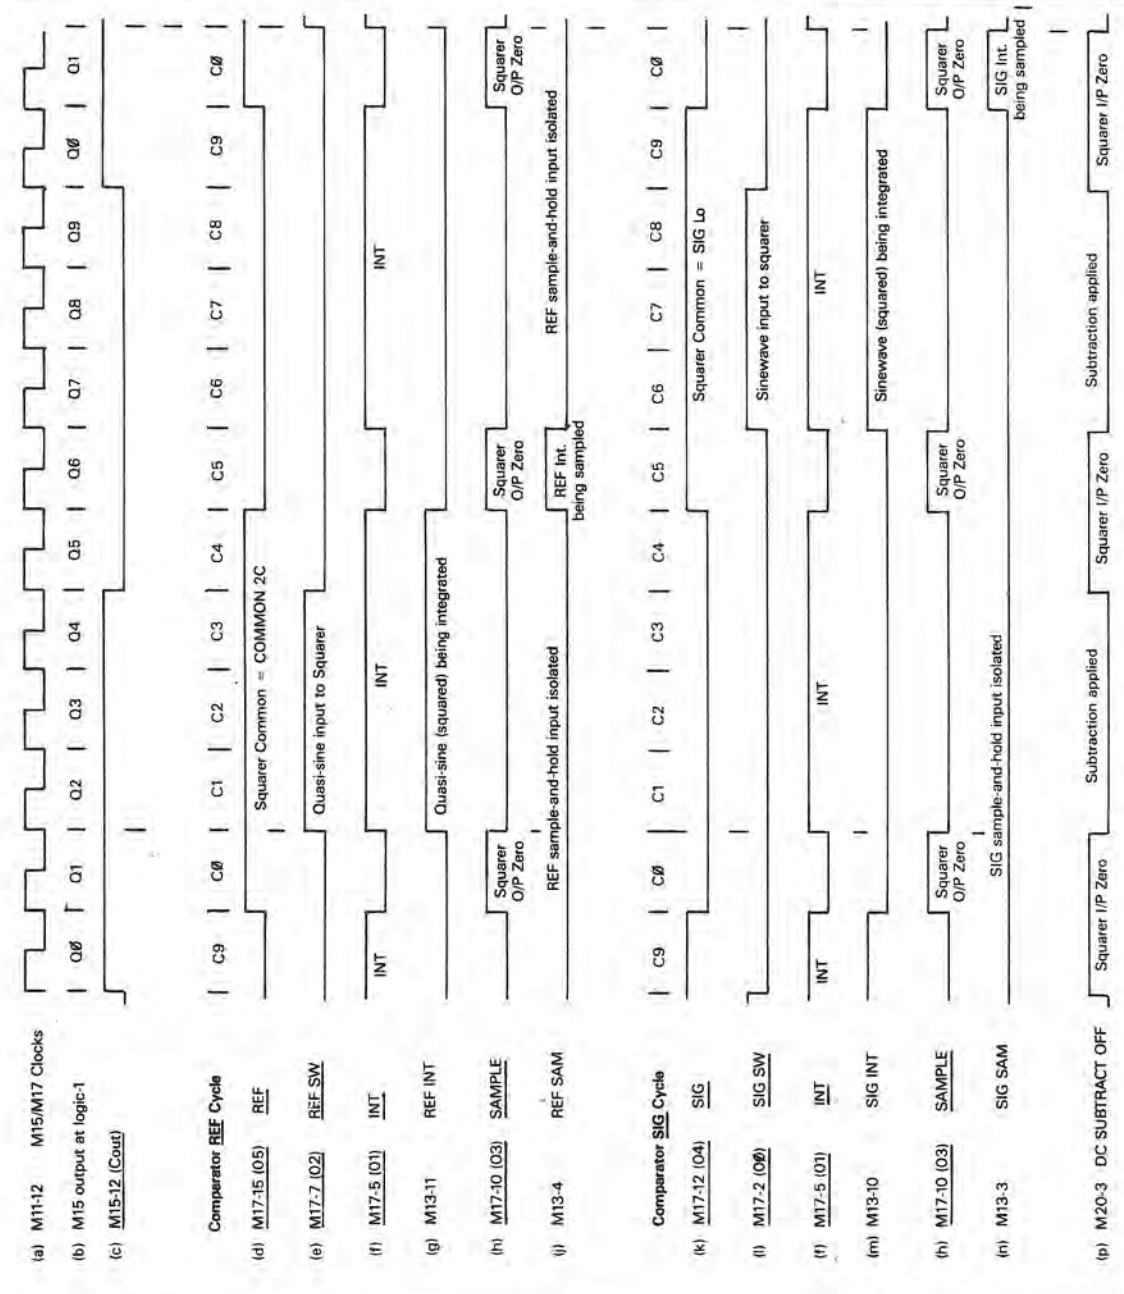 (a) M11-12 M15/M17 Clocks
(b) M15 output at logic-1 | QØ | Q1 | Q2 | Q3 | Q4 | Q5 | Q6 | Q7 | Q8 | Q9 | QØ | Q1
(c) M15-12 (Cout)
Comparator REF Cycle | C9 | CØ | C1 | C2 | C3 | C4 | C5 | C6 | C7 | C8 | C9 | CØ
(d) M17-15 (O5) REF Squarer Common = COMMON 2C
(e) M17-7 (O2) REF SW Quasi-sine input to Squarer
(f) M17-5 (O1) INT INT INT INT
(g) M13-11 REF INT Quasi-sine (squared) being integrated
(h) M17-10 (O3) SAMPLE Squarer Squarer Squarer
O/P Zero O/P Zero O/P Zero
(j) M13-4 REF SAM REF sample-and-hold input isolated REF Int. REF sample-and-hold input isolated
being sampled
Comparator SIG Cycle | C9 | CØ | C1 | C2 | C3 | C4 | C5 | C6 | C7 | C8 | C9 | CØ
(k) M17-12 (O4) SIG Squarer Common = SIG Lo
(l) M17-2 (OØ) SIG SW Sinewave input to squarer
(f) M17-5 (O1) INT INT INT INT
(m) M13-10 SIG INT Sinewave (squared) being integrated
(h) M17-10 (O3) SAMPLE Squarer Squarer Squarer
O/P Zero O/P Zero O/P Zero
(n) M13-3 SIG SAM SIG sample-and-hold input isolated SIG Int.
being sampled
(p) M20-3 DC SUBTRACT OFF Squarer I/P Zero Subtraction applied Squarer I/P Zero Subtraction applied Squarer I/P Zero